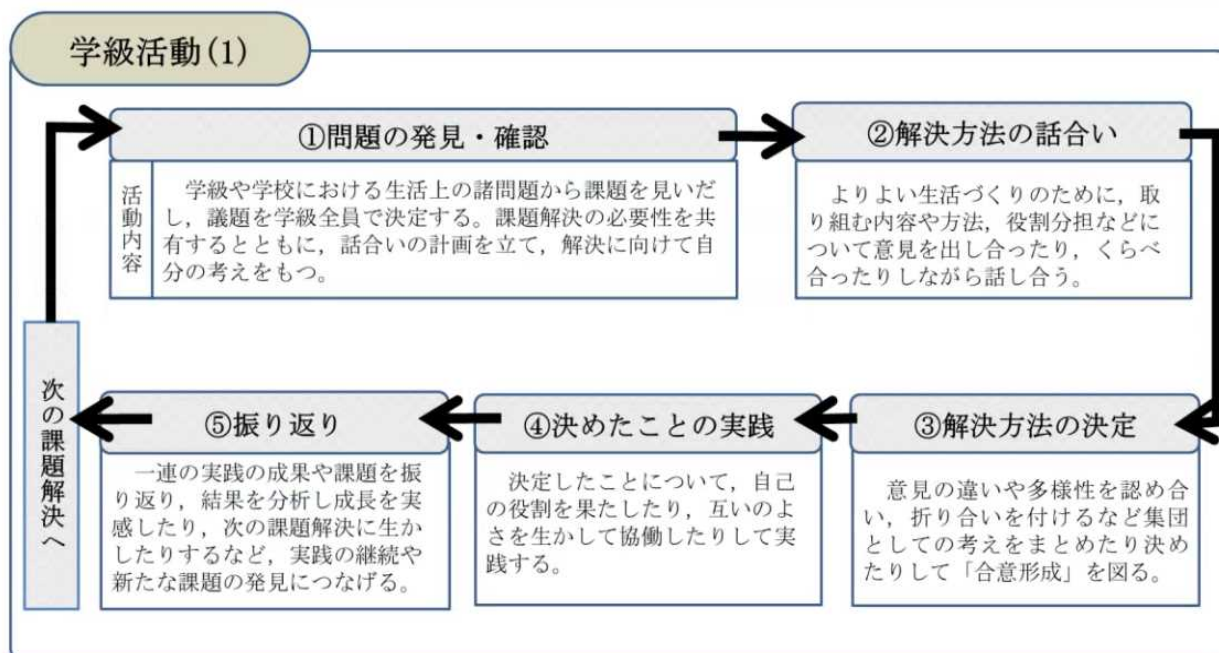 学級活動(1)
①問題の発見・確認
活動内容
学級や学校における生活上の諸問題から課題を見いだ
し，議題を学級全員で決定する。課題解決の必要性を共
有するとともに，話合いの計画を立て，解決に向けて自
分の考えをもつ。
②解決方法の話合い
よりよい生活づくりのために，取
り組む内容や方法，役割分担などに
ついて意見を出し合ったり，くらべ
合ったりしながら話し合う。
③解決方法の決定
意見の違いや多様性を認め合
い，折り合いを付けるなど集団
としての考えをまとめたり決め
たりして「合意形成」を図る。
④決めたことの実践
決定したことについて，自己
の役割を果たしたり，互いのよ
さを生かして協働したりして実
践する。
⑤振り返り
一連の実践の成果や課題を振
り返り，結果を分析し成長を実
感したり，次の課題解決に生か
したりするなど，実践の継続や
新たな課題の発見につなげる。
次の課題解決へ